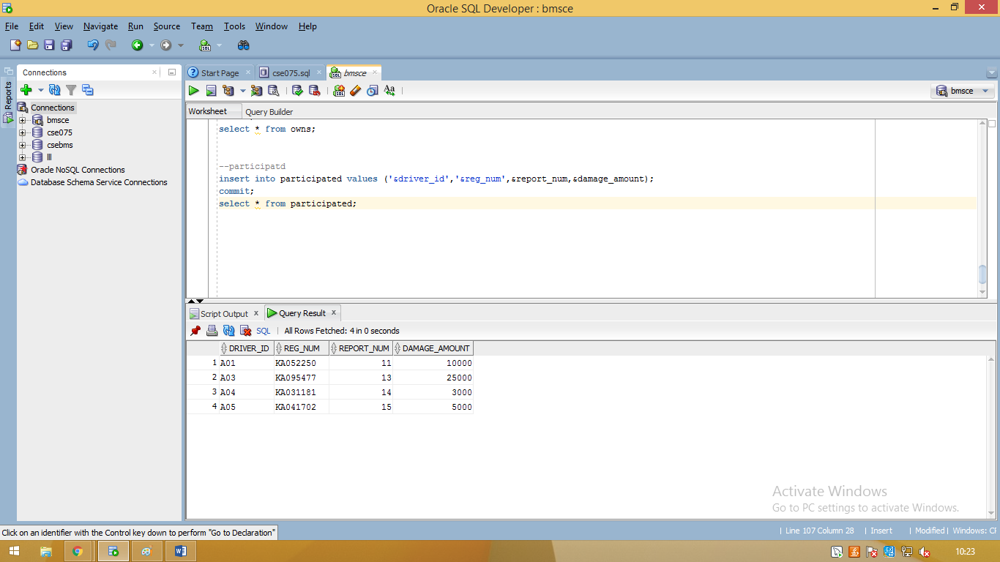 Oracle SQL Developer : bmsce
File Edit View Navigate Run Source Team Tools Window Help
Reports
Connections
Connections
bmsce
cse075
csebms
lll
Oracle NoSQL Connections
Database Schema Service Connections
Start Page
cse075.sql
bmsce
bmsce
Worksheet Query Builder
select * from owns;
--participatd
insert into participated values ('&driver_id','&reg_num',&report_num,&damage_amount);
commit;
select * from participated;
Script Output
Query Result
SQL All Rows Fetched: 4 in 0 seconds
DRIVER_ID REG_NUM REPORT_NUM DAMAGE_AMOUNT
1 A01 KA052250 11 10000
2 A03 KA095477 13 25000
3 A04 KA031181 14 3000
4 A05 KA041702 15 5000
Activate Windows
Go to PC settings to activate Windows.
Click on an identifier with the Control key down to perform "Go to Declaration"
Line 107 Column 28 | Insert | Modified | Windows: CF
10:23